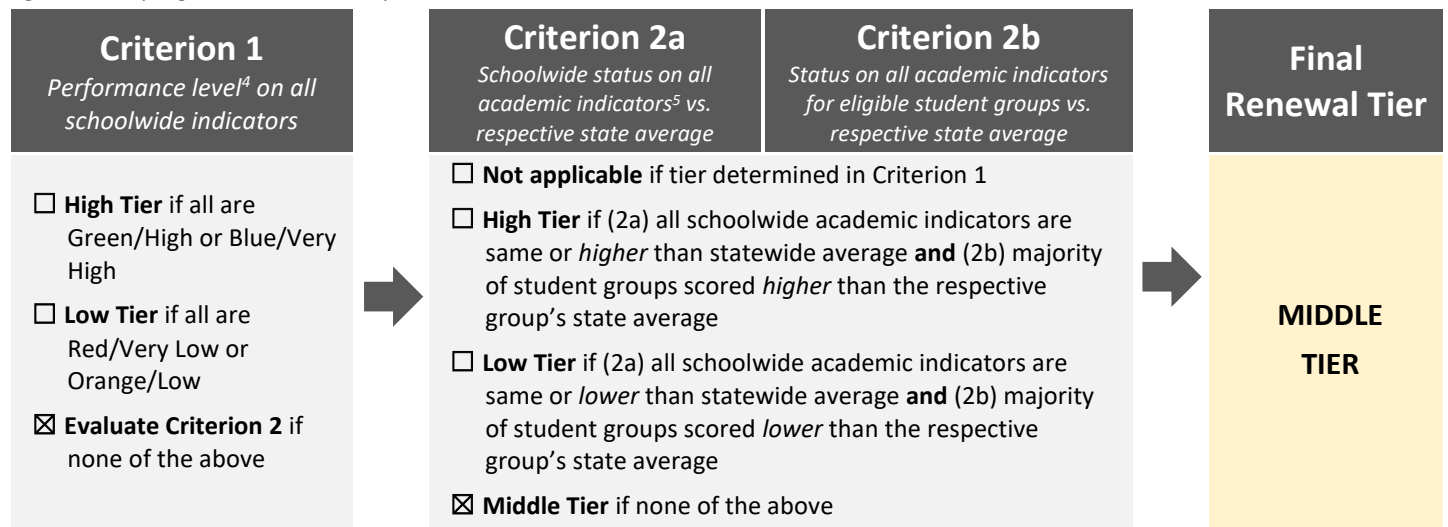 Criterion 1
Performance level4 on all
schoolwide indicators
☐ High Tier if all are
Green/High or Blue/Very
High
☐ Low Tier if all are
Red/Very Low or
Orange/Low
☒ Evaluate Criterion 2 if
none of the above
Criterion 2a
Schoolwide status on all
academic indicators5 vs.
respective state average
Criterion 2b
Status on all academic indicators
for eligible student groups vs.
respective state average
☐ Not applicable if tier determined in Criterion 1
☐ High Tier if (2a) all schoolwide academic indicators are
same or higher than statewide average and (2b) majority
of student groups scored higher than the respective
group’s state average
☐ Low Tier if (2a) all schoolwide academic indicators are
same or lower than statewide average and (2b) majority
of student groups scored lower than the respective
group’s state average
☒ Middle Tier if none of the above
Final
Renewal Tier
MIDDLE
TIER